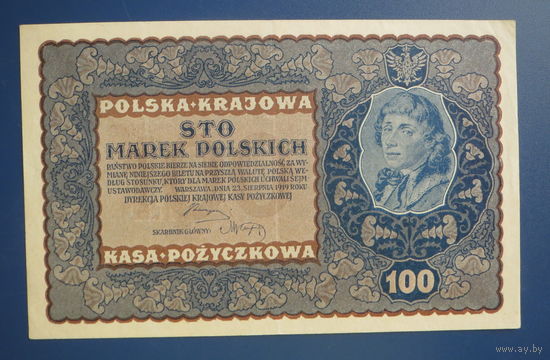 POLSKA·KRAJOWA
STO
MAREK POLSKICH
PAŃSTWO POLSKIE BIERZE NA SIEBIE ODPOWIEDZIALNOŚĆ ZA WY-
MIANĘ NINIEJSZEGO BILETU NA PRZYSZŁĄ WALUTĘ POLSKĄ WE-
DŁUG STOSUNKU, KTÓRY DLA MAREK POLSKICH UCHWALI SEJM
USTAWODAWCZY. WARSZAWA, DNIA 23. SIERPNIA 1919 ROKU
DYREKCJA POLSKIEJ KRAJOWEJ KASY POŻYCZKOWEJ
SKARBNIK GŁÓWNY:
KASA·POŻYCZKOWA
100
www.ay.by